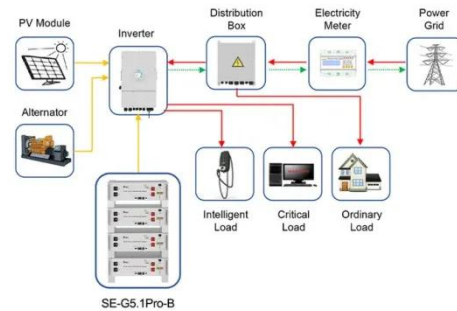 PV Module
Inverter
Distribution
Box
Electricity
Meter
Power
Grid
Alternator
Intelligent
Load
Critical
Load
Ordinary
Load
SE-G5.1Pro-B